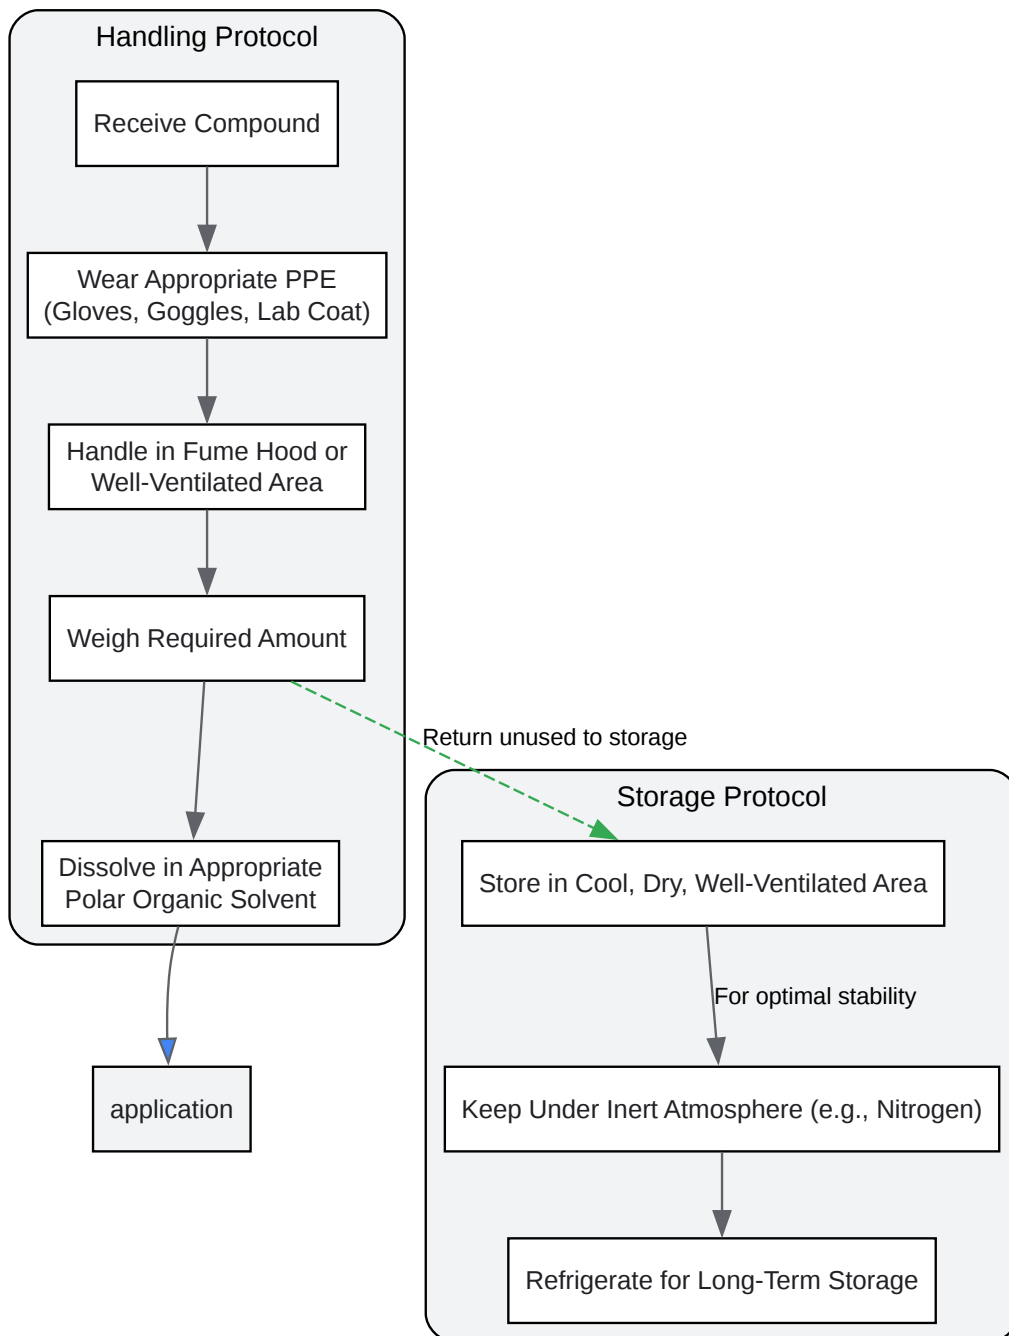 Handling Protocol
Receive Compound
Wear Appropriate PPE
(Gloves, Goggles, Lab Coat)
Handle in Fume Hood or
Well-Ventilated Area
Weigh Required Amount
Return unused to storage
Dissolve in Appropriate
Polar Organic Solvent
application
Storage Protocol
Store in Cool, Dry, Well-Ventilated Area
For optimal stability
Keep Under Inert Atmosphere (e.g., Nitrogen)
Refrigerate for Long-Term Storage